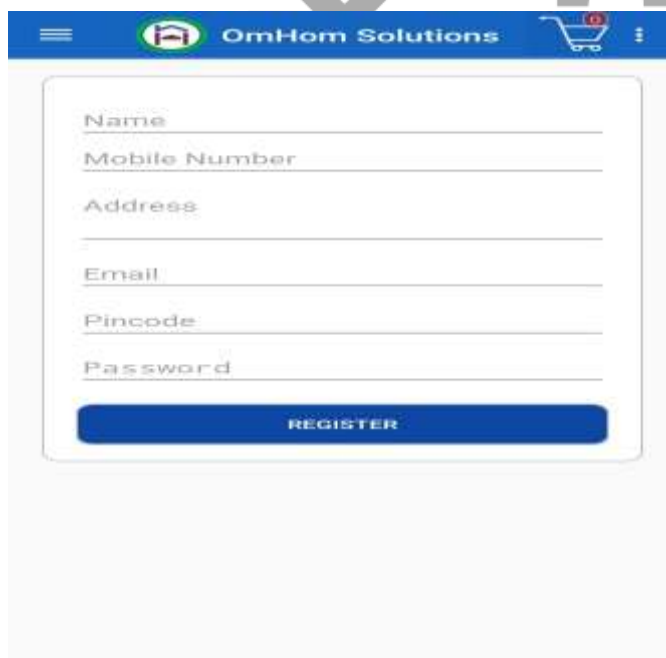 OmHom Solutions
0
Name
Mobile Number
Address
Email
Pincode
Password
REGISTER